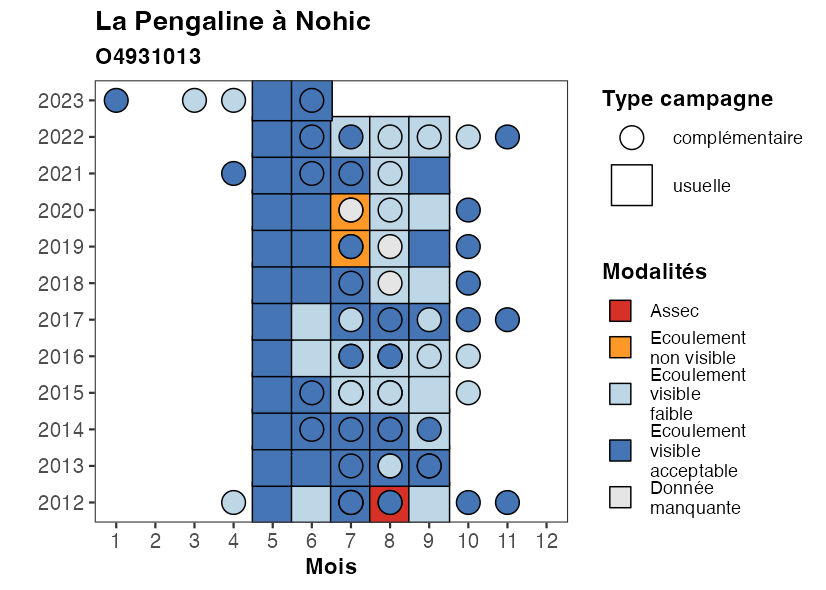 La Pengaline à Nohic
O4931013
2023
2022
2021
2020
2019
2018
2017
2016
2015
2014
2013
2012
1 2 3 4 5 6 7 8 9 10 11 12
Mois
Type campagne
complémentaire
usuelle
Modalités
Assec
Ecoulement
non visible
Ecoulement
visible
faible
Ecoulement
visible
acceptable
Donnée
manquante